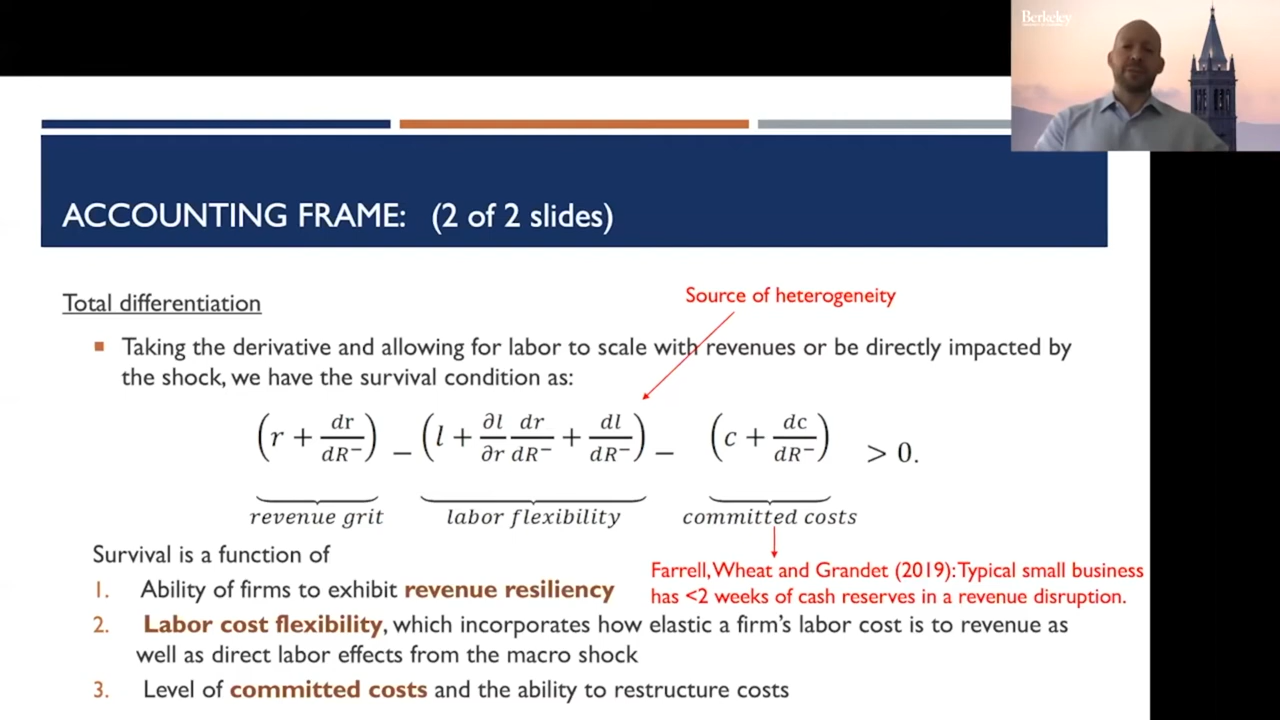 Berkeley
ACCOUNTING FRAME: (2 of 2 slides)
Source of heterogeneity
Total differentiation
■ Taking the derivative and allowing for labor to scale with revenues or be directly impacted by
the shock, we have the survival condition as:
(r + dr/dR⁻) − (l + ∂l/∂r dr/dR⁻ + dl/dR⁻) − (c + dc/dR⁻) > 0.
revenue grit labor flexibility committed costs
Survival is a function of
1. Ability of firms to exhibit revenue resiliency
Farrell, Wheat and Grandet (2019): Typical small business
has <2 weeks of cash reserves in a revenue disruption.
2. Labor cost flexibility, which incorporates how elastic a firm's labor cost is to revenue as
well as direct labor effects from the macro shock
3. Level of committed costs and the ability to restructure costs